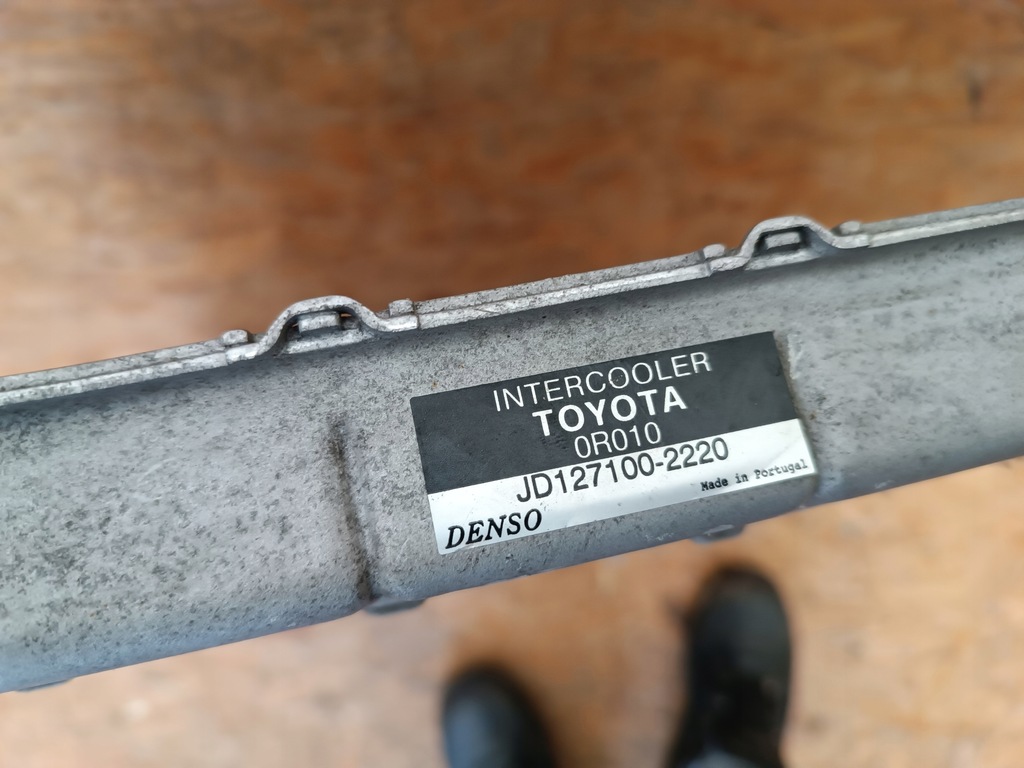 INTERCOOLER
TOYOTA
0R010
JD127100-2220
Made in Portugal
DENSO